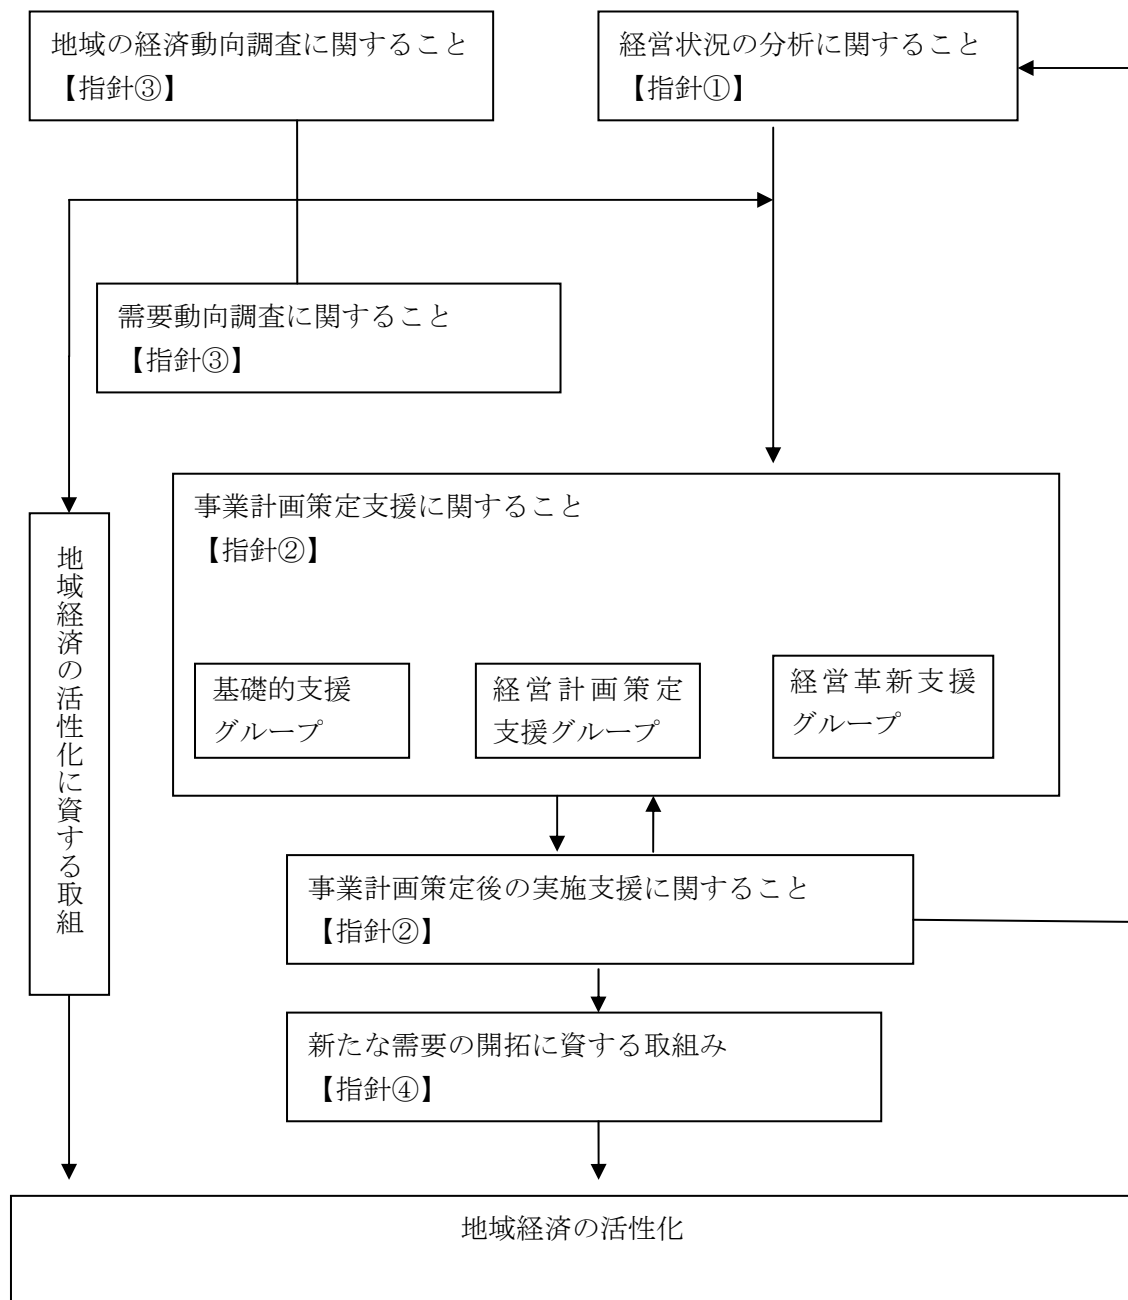 地域の経済動向調査に関すること
【指針③】
経営状況の分析に関すること
【指針①】
需要動向調査に関すること
【指針③】
事業計画策定支援に関すること
【指針②】
基礎的支援
グループ
経営計画策定
支援グループ
経営革新支援
グループ
地域経済の活性化に資する取組
事業計画策定後の実施支援に関すること
【指針②】
新たな需要の開拓に資する取組み
【指針④】
地域経済の活性化